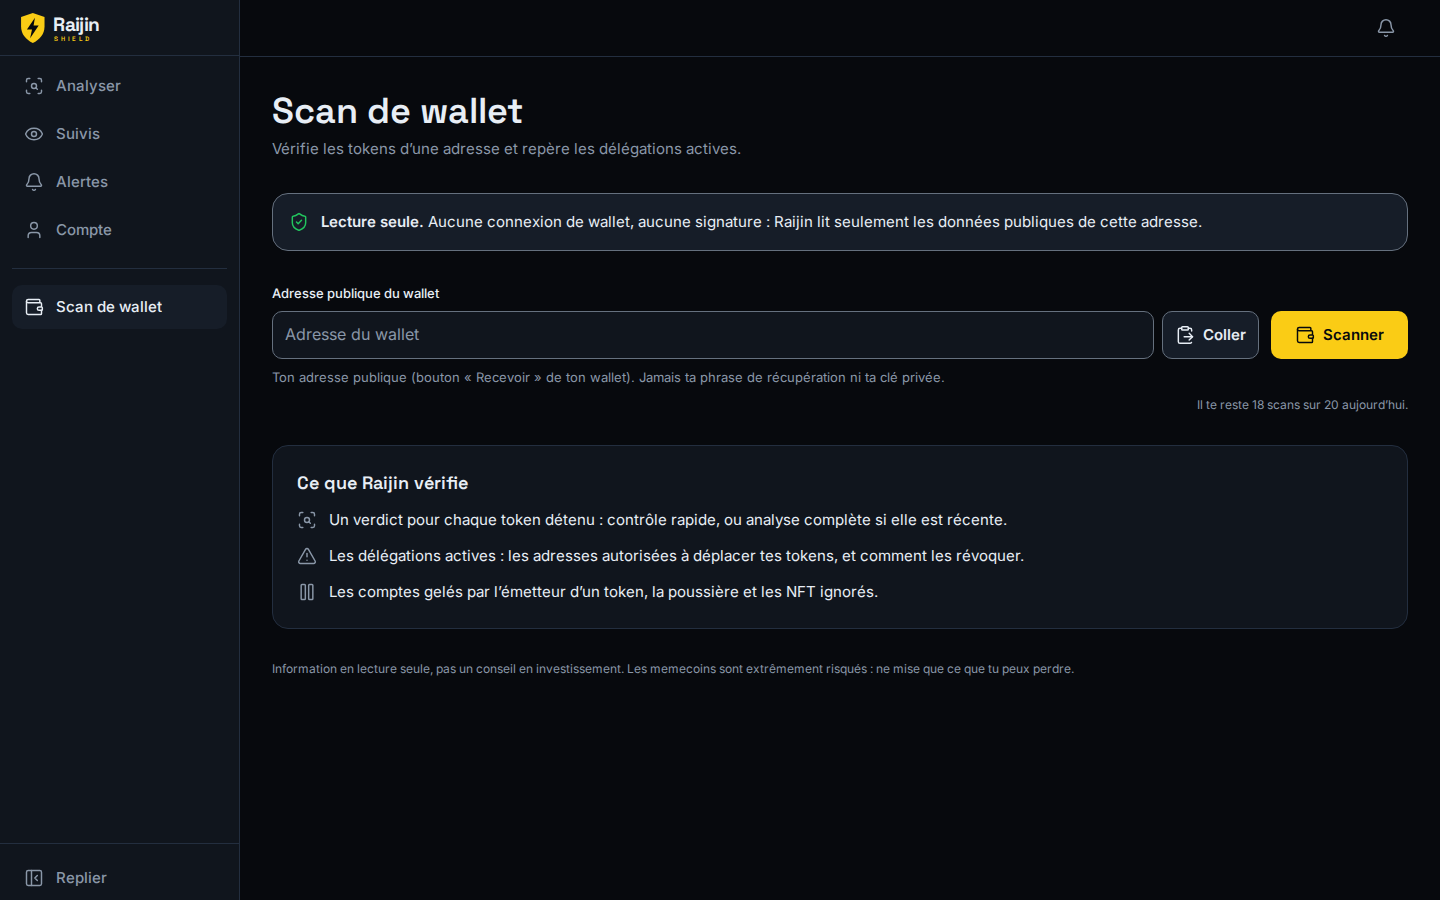 Raijin
SHIELD
Analyser
Suivis
Alertes
Compte
Scan de wallet
Replier
Scan de wallet
Vérifie les tokens d’une adresse et repère les délégations actives.
Lecture seule. Aucune connexion de wallet, aucune signature : Raijin lit seulement les données publiques de cette adresse.
Adresse publique du wallet
Adresse du wallet
Coller
Scanner
Ton adresse publique (bouton « Recevoir » de ton wallet). Jamais ta phrase de récupération ni ta clé privée.
Il te reste 18 scans sur 20 aujourd’hui.
Ce que Raijin vérifie
Un verdict pour chaque token détenu : contrôle rapide, ou analyse complète si elle est récente.
Les délégations actives : les adresses autorisées à déplacer tes tokens, et comment les révoquer.
Les comptes gelés par l’émetteur d’un token, la poussière et les NFT ignorés.
Information en lecture seule, pas un conseil en investissement. Les memecoins sont extrêmement risqués : ne mise que ce que tu peux perdre.